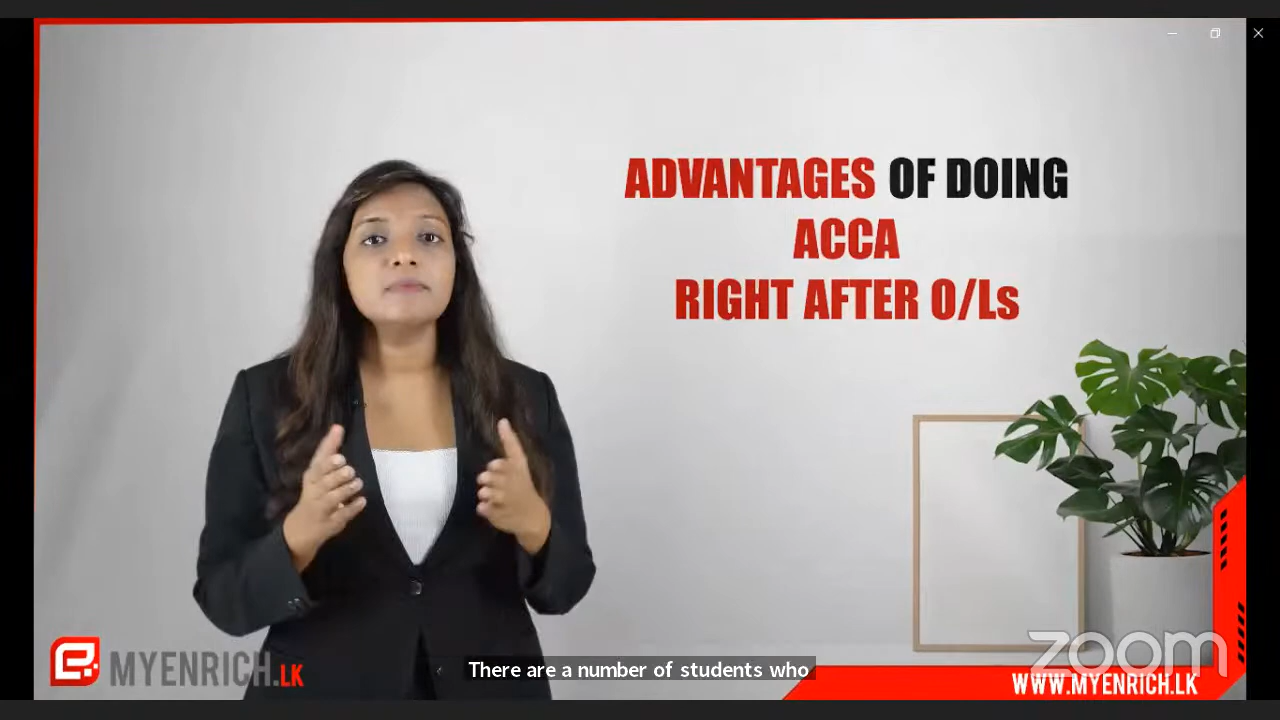 ADVANTAGES OF DOING
ACCA
RIGHT AFTER O/Ls
MYENRICH.LK
There are a number of students who
zoom
WWW.MYENRICH.LK